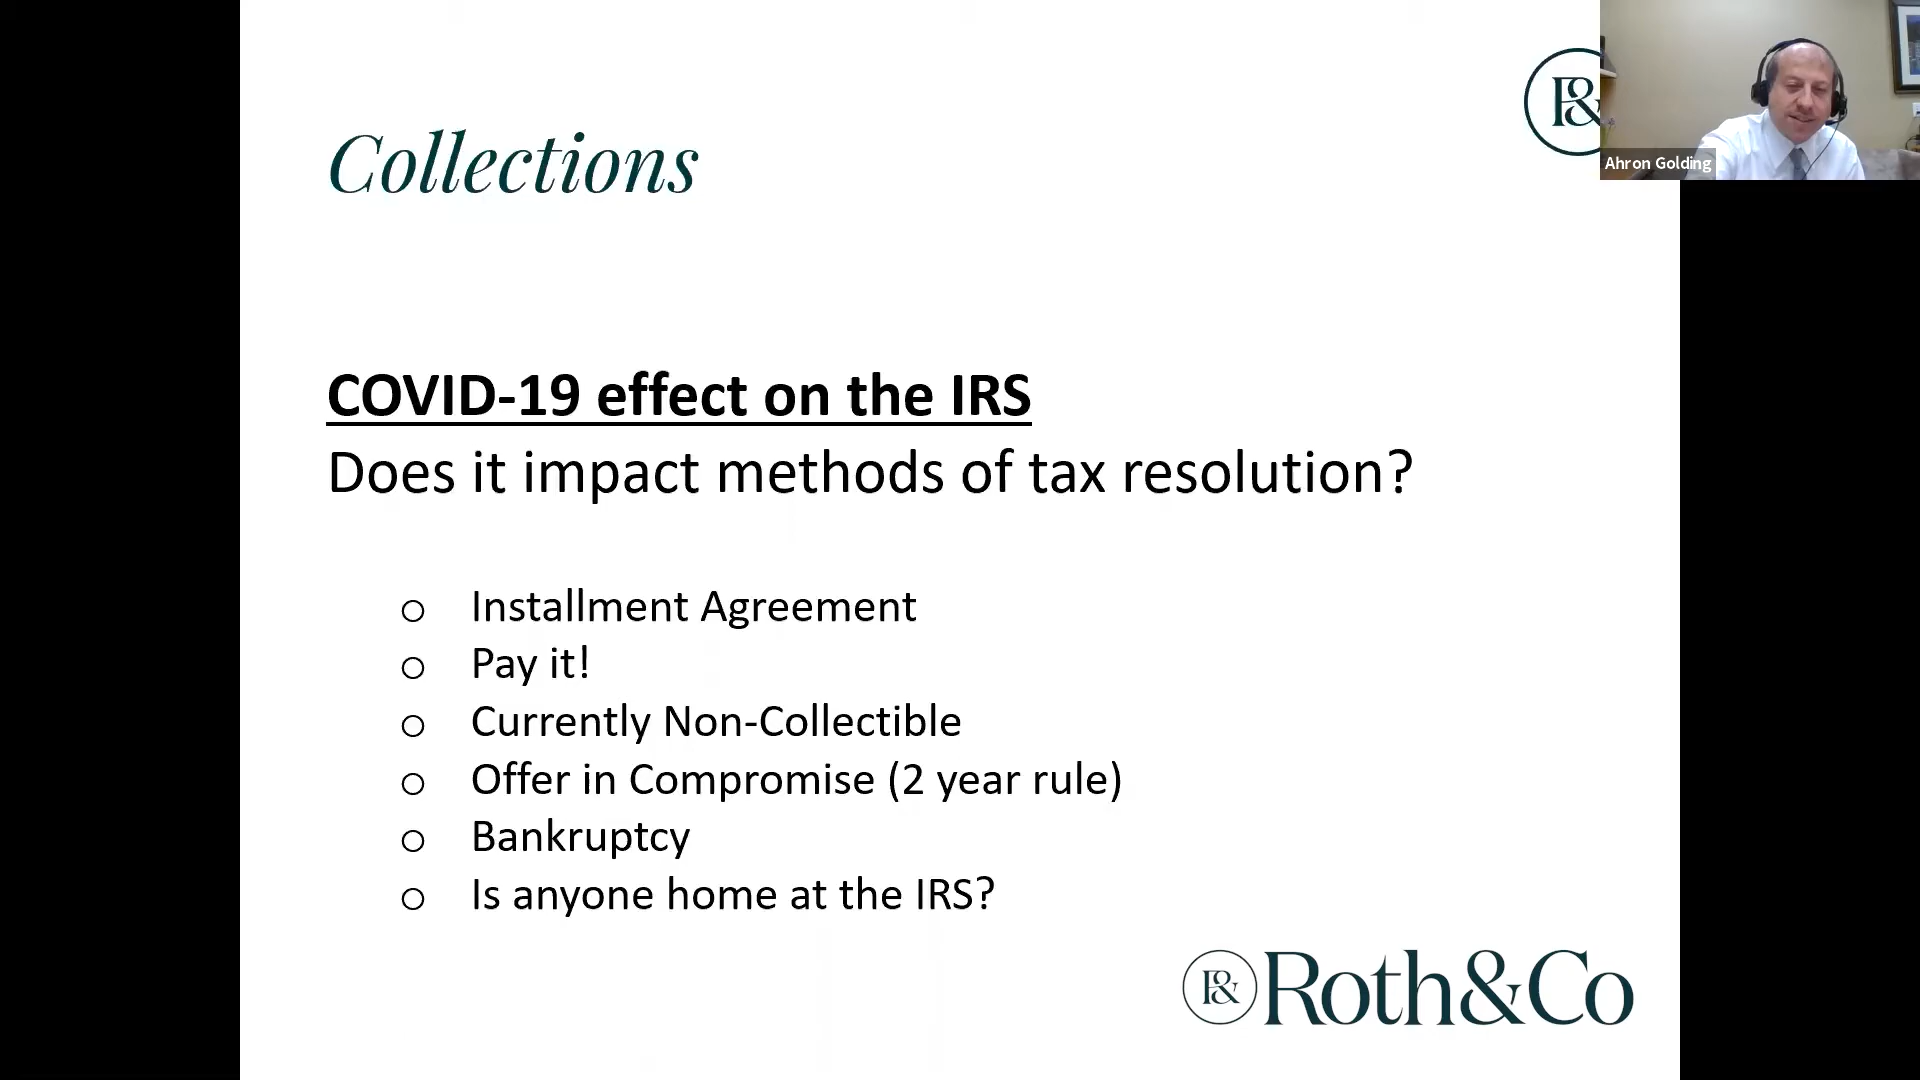 Collections
R&
Ahron Golding
COVID-19 effect on the IRS
Does it impact methods of tax resolution?
o Installment Agreement
o Pay it!
o Currently Non-Collectible
o Offer in Compromise (2 year rule)
o Bankruptcy
o Is anyone home at the IRS?
R& Roth&Co